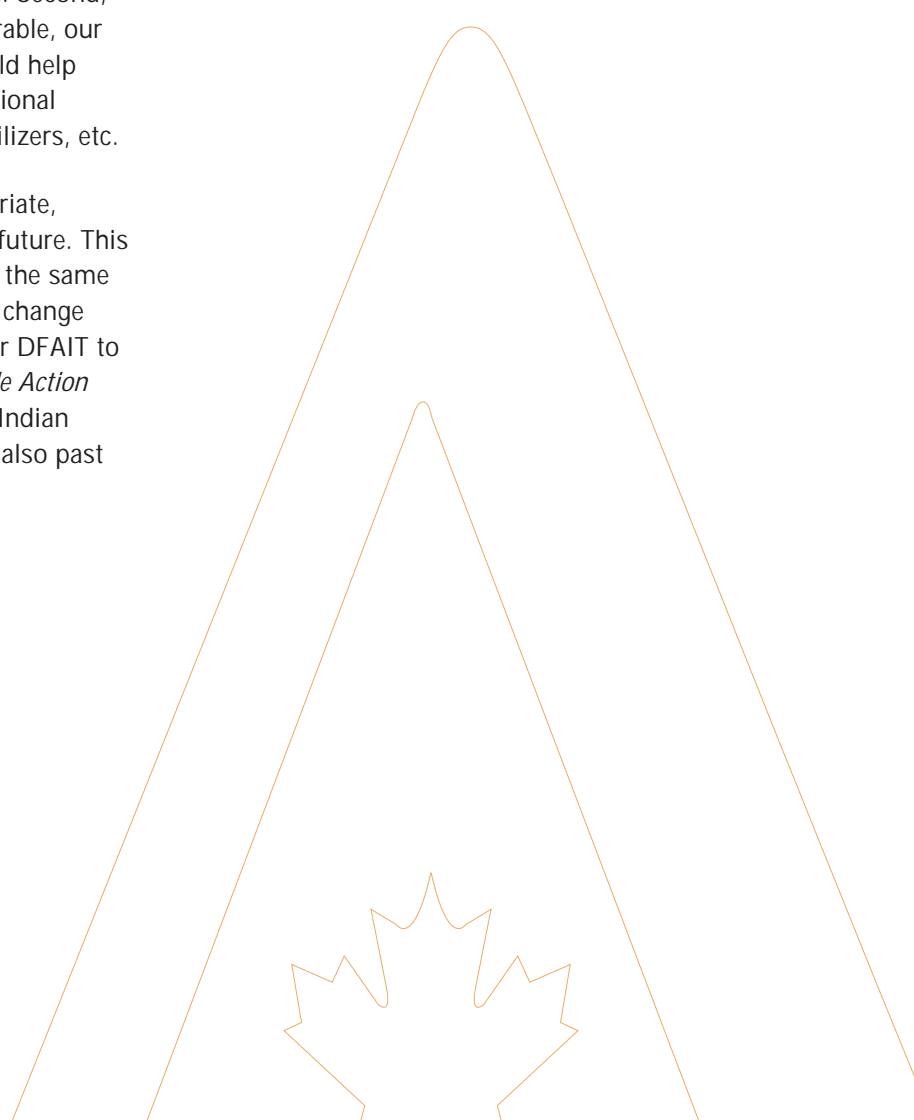 rable, our
ld help
ional
ilizers, etc.
riate,
future. This
the same
change
r DFAIT to
le Action
Indian
also past